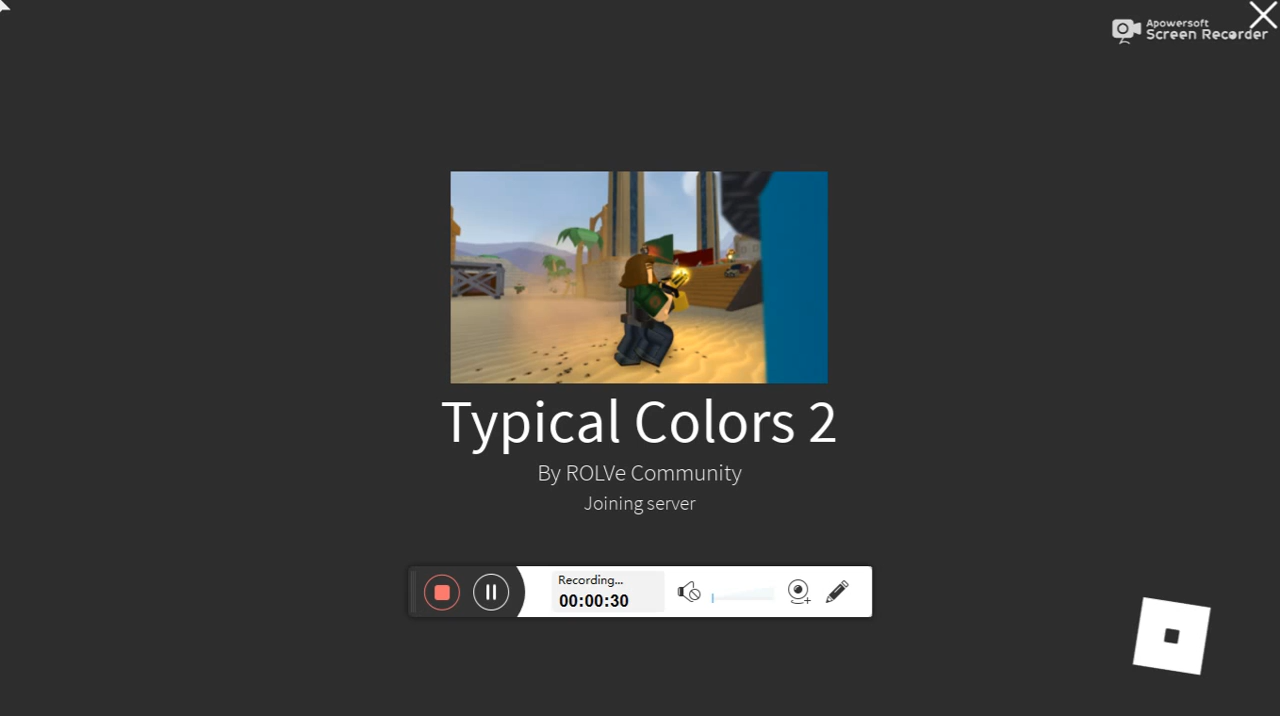 Apowersoft
Screen Recorder
Typical Colors 2
By ROLVe Community
Joining server
Recording...
00:00:30